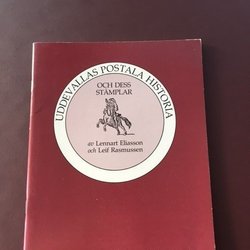 UDDEVALLAS POSTALA HISTORIA
OCH DESS
STÄMPLAR
av Lennart Eliasson
och Leif Rasmussen